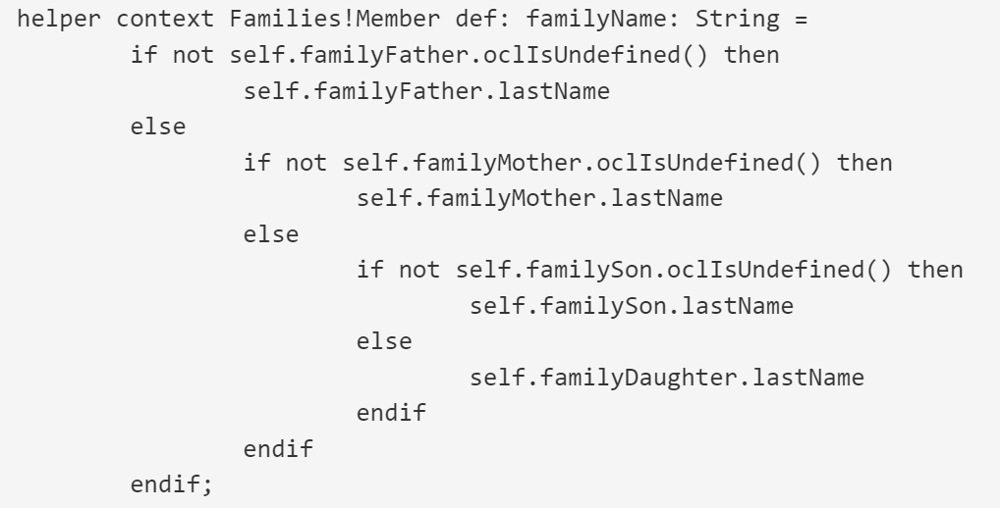 helper context Families!Member def: familyName: String =
        if not self.familyFather.oclIsUndefined() then
                self.familyFather.lastName
        else
                if not self.familyMother.oclIsUndefined() then
                        self.familyMother.lastName
                else
                        if not self.familySon.oclIsUndefined() then
                                self.familySon.lastName
                        else
                                self.familyDaughter.lastName
                        endif
                endif
        endif;